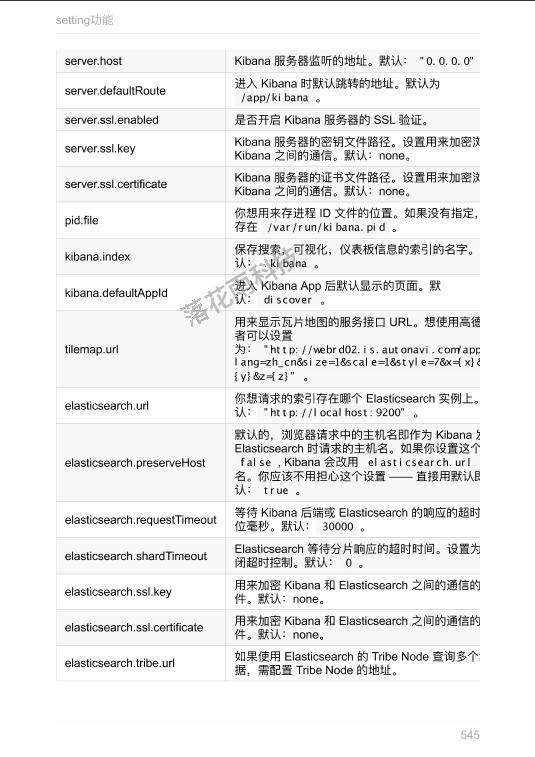 setting功能
server.host Kibana 服务器监听的地址。默认： "0.0.0.0"
server.defaultRoute 进入 Kibana 时默认跳转的地址。默认为
/app/kibana 。
server.ssl.enabled 是否开启 Kibana 服务器的 SSL 验证。
server.ssl.key Kibana 服务器的密钥文件路径。设置用来加密浏
Kibana 之间的通信。默认：none。
server.ssl.certificate Kibana 服务器的证书文件路径。设置用来加密浏
Kibana 之间的通信。默认：none。
pid.file 你想用来存进程 ID 文件的位置。如果没有指定，
存在 /var/run/kibana.pid 。
kibana.index 保存搜索，可视化，仪表板信息的索引的名字。
认： .kibana 。
kibana.defaultAppId 进入 Kibana App 后默认显示的页面。默
认： discover 。
落花雨科技
tilemap.url 用来显示瓦片地图的服务接口 URL。想使用高德
者可以设置
为： "http://webrd02.is.autonavi.com/app
lang=zh_cn&size=1&scale=1&style=7&x={x}&
{y}&z={z}" 。
elasticsearch.url 你想请求的索引存在哪个 Elasticsearch 实例上。
认： "http://localhost:9200" 。
elasticsearch.preserveHost 默认的，浏览器请求中的主机名即作为 Kibana 发
Elasticsearch 时请求的主机名。如果你设置这个
false , Kibana 会改用 elasticsearch.url
名。你应该不用担心这个设置 —— 直接用默认即
认： true 。
elasticsearch.requestTimeout 等待 Kibana 后端或 Elasticsearch 的响应的超时
位毫秒。默认： 30000 。
elasticsearch.shardTimeout Elasticsearch 等待分片响应的超时时间。设置为
闭超时控制。默认： 0 。
elasticsearch.ssl.key 用来加密 Kibana 和 Elasticsearch 之间的通信的
件。默认：none。
elasticsearch.ssl.certificate 用来加密 Kibana 和 Elasticsearch 之间的通信的
件。默认：none。
elasticsearch.tribe.url 如果使用 Elasticsearch 的 Tribe Node 查询多个
据，需配置 Tribe Node 的地址。
545